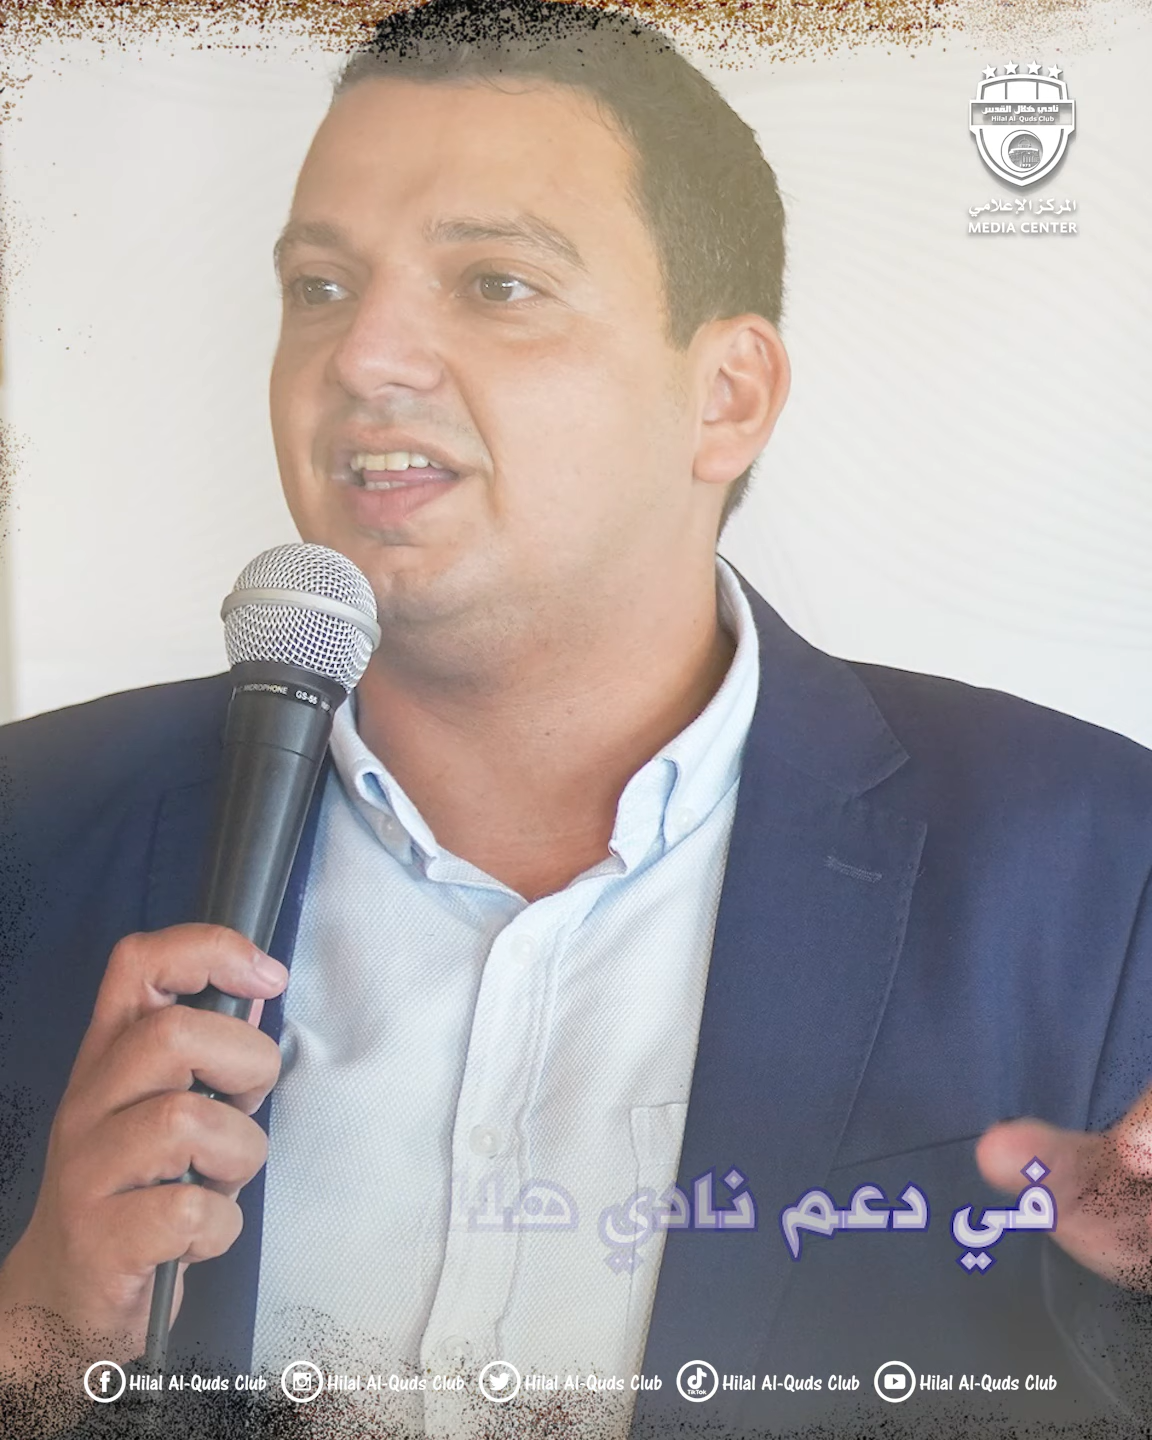 نادي هلال القدس
Hilal Al-Quds Club
المركز الإعلامي
MEDIA CENTER
MICROPHONE GS-55
في دعم نادي هلا
Hilal Al-Quds Club
Hilal Al-Quds Club
Hilal Al-Quds Club
TikTok
Hilal Al-Quds Club
Hilal Al-Quds Club